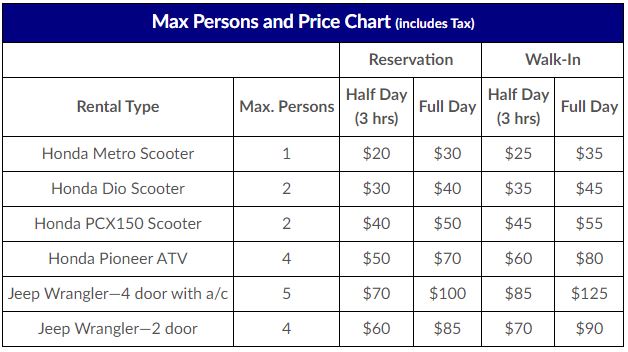 Max Persons and Price Chart (includes Tax)
Reservation Walk-In
Rental Type Max. Persons Half Day (3 hrs) Full Day Half Day (3 hrs) Full Day
Honda Metro Scooter 1 $20 $30 $25 $35
Honda Dio Scooter 2 $30 $40 $35 $45
Honda PCX150 Scooter 2 $40 $50 $45 $55
Honda Pioneer ATV 4 $50 $70 $60 $80
Jeep Wrangler—4 door with a/c 5 $70 $100 $85 $125
Jeep Wrangler—2 door 4 $60 $85 $70 $90